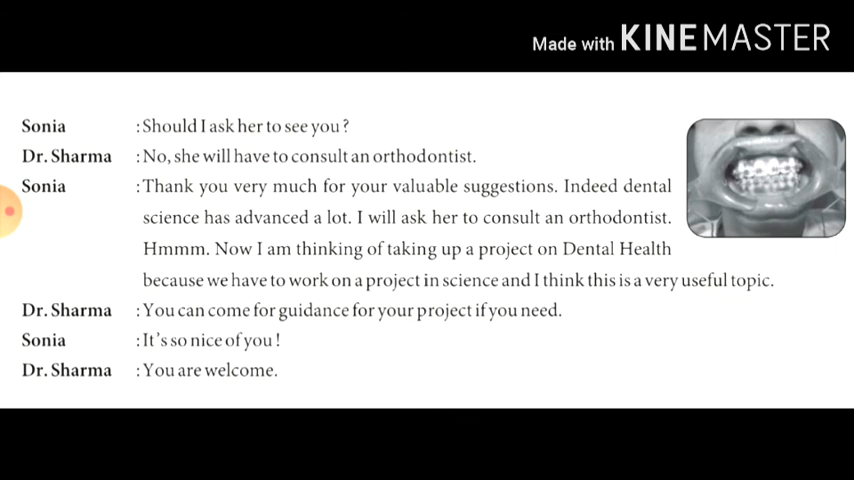 Made with KINEMASTER
Sonia : Should I ask her to see you?
Dr. Sharma : No, she will have to consult an orthodontist.
Sonia : Thank you very much for your valuable suggestions. Indeed dental
science has advanced a lot. I will ask her to consult an orthodontist.
Hmmm. Now I am thinking of taking up a project on Dental Health
because we have to work on a project in science and I think this is a very useful topic.
Dr. Sharma : You can come for guidance for your project if you need.
Sonia : It's so nice of you!
Dr. Sharma : You are welcome.